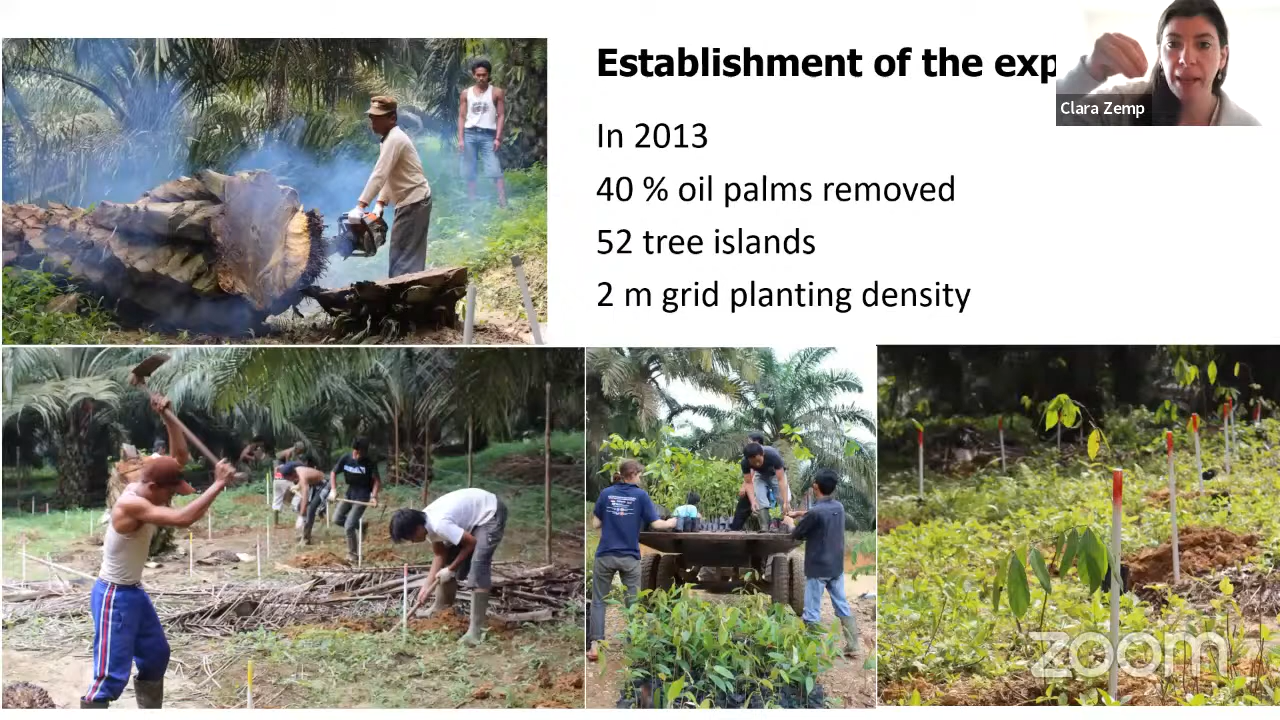 Establishment of the exp
Clara Zemp
In 2013
40 % oil palms removed
52 tree islands
2 m grid planting density
zoom